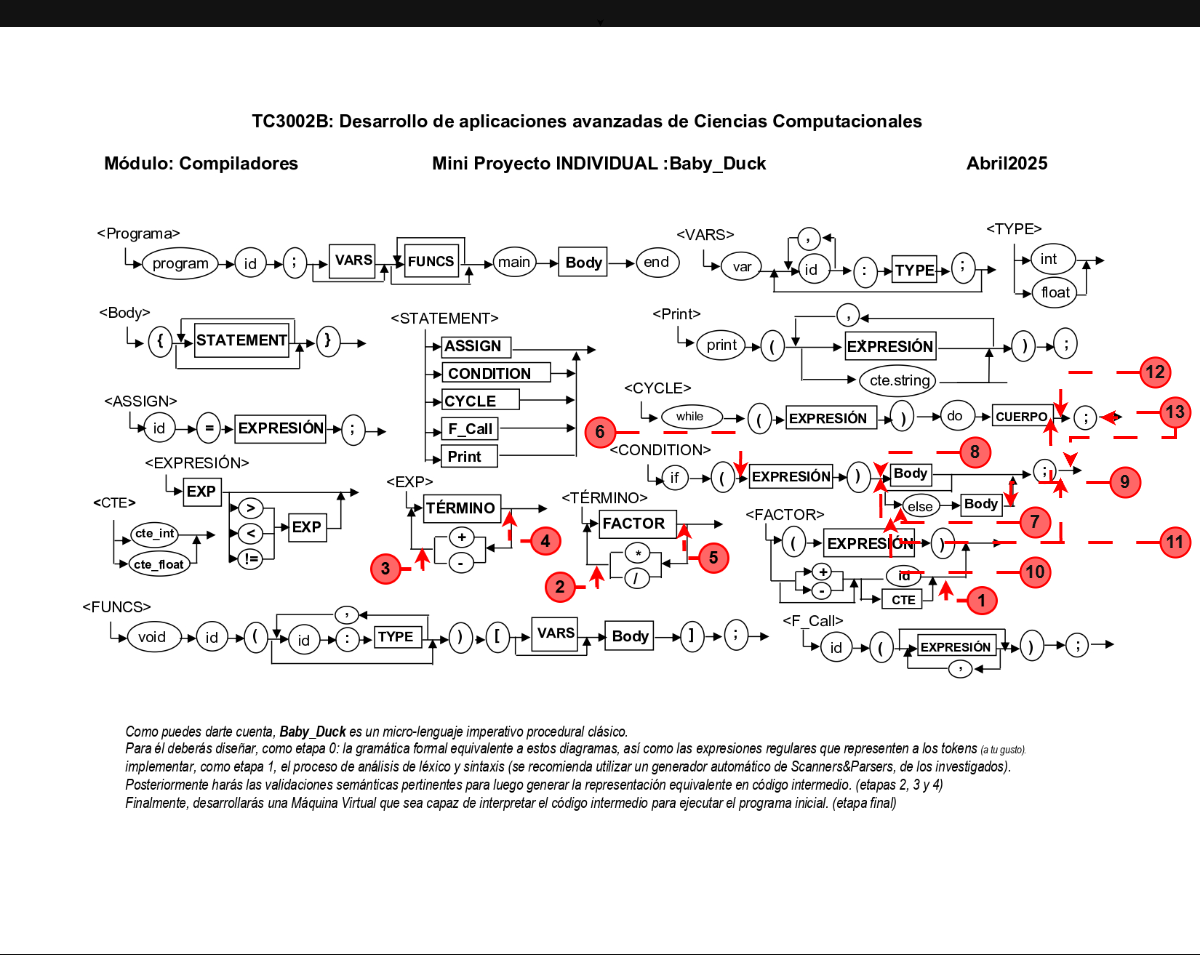 TC3002B: Desarrollo de aplicaciones avanzadas de Ciencias Computacionales
Módulo: Compiladores Mini Proyecto INDIVIDUAL :Baby_Duck Abril2025
<Programa>
program id ; VARS FUNCS main Body end
<VARS>
,
var id : TYPE ;
<TYPE>
int
float
<Body>
{ STATEMENT }
<STATEMENT>
ASSIGN
CONDITION
CYCLE
F_Call
Print
<Print>
,
print ( EXPRESIÓN ) ;
cte.string
12
<CYCLE>
while ( EXPRESIÓN ) do CUERPO ;
13
<ASSIGN>
id = EXPRESIÓN ;
6
<CONDITION>
8
if ( EXPRESIÓN ) Body ;
else Body
9
7
<EXPRESIÓN>
EXP
>
<
!=
EXP
<CTE>
cte_int
cte_float
<EXP>
TÉRMINO
+
-
4
3
<TÉRMINO>
FACTOR
*
/
5
2
<FACTOR>
( EXPRESIÓN )
11
+
-
id
CTE
10
1
<FUNCS>
,
void id ( id : TYPE ) [ VARS Body ] ;
<F_Call>
id ( EXPRESIÓN ) ;
,
Como puedes darte cuenta, Baby_Duck es un micro-lenguaje imperativo procedural clásico.
Para él deberás diseñar, como etapa 0: la gramática formal equivalente a estos diagramas, así como las expresiones regulares que representen a los tokens (a tu gusto).
implementar, como etapa 1, el proceso de análisis de léxico y sintaxis (se recomienda utilizar un generador automático de Scanners&Parsers, de los investigados).
Posteriormente harás las validaciones semánticas pertinentes para luego generar la representación equivalente en código intermedio. (etapas 2, 3 y 4)
Finalmente, desarrollarás una Máquina Virtual que sea capaz de interpretar el código intermedio para ejecutar el programa inicial. (etapa final)